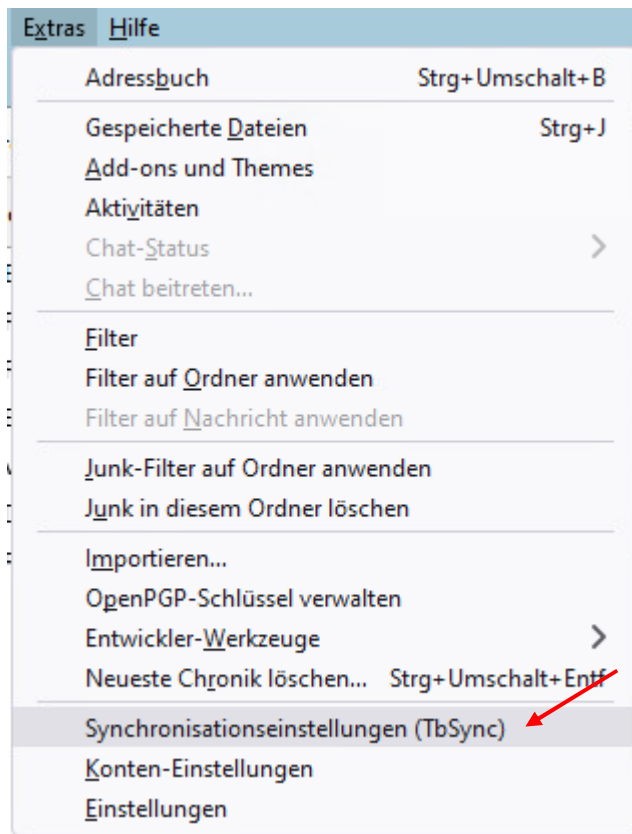 Extras Hilfe
Adressbuch Strg+Umschalt+B
Gespeicherte Dateien Strg+J
Add-ons und Themes
Aktivitäten
Chat-Status
Chat beitreten...
Filter
Filter auf Ordner anwenden
Filter auf Nachricht anwenden
Junk-Filter auf Ordner anwenden
Junk in diesem Ordner löschen
Importieren...
OpenPGP-Schlüssel verwalten
Entwickler-Werkzeuge
Neueste Chronik löschen... Strg+Umschalt+Entf
Synchronisationseinstellungen (TbSync)
Konten-Einstellungen
Einstellungen